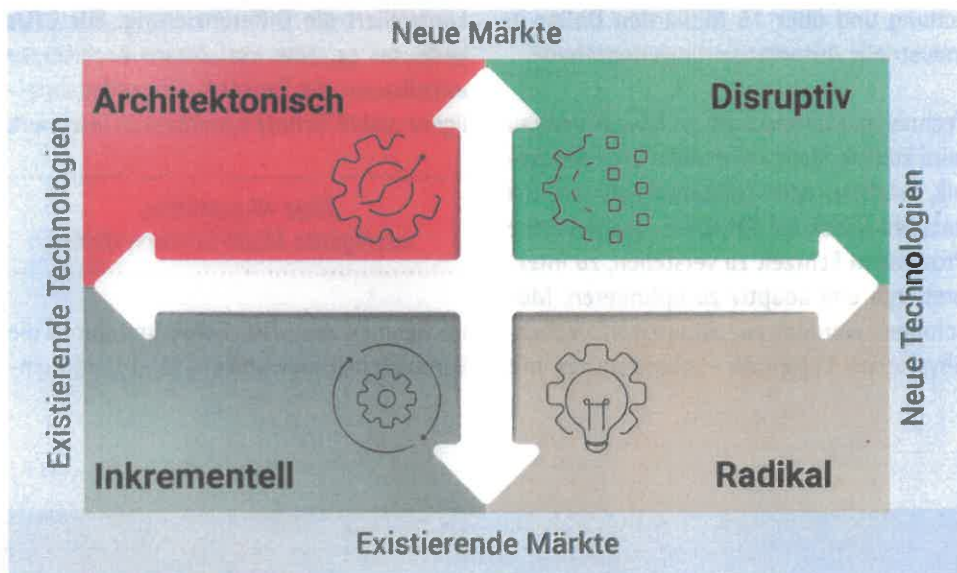 Neue Märkte
Architektonisch
Disruptiv
Existierende Technologien
Neue Technologien
Inkrementell
Radikal
Existierende Märkte